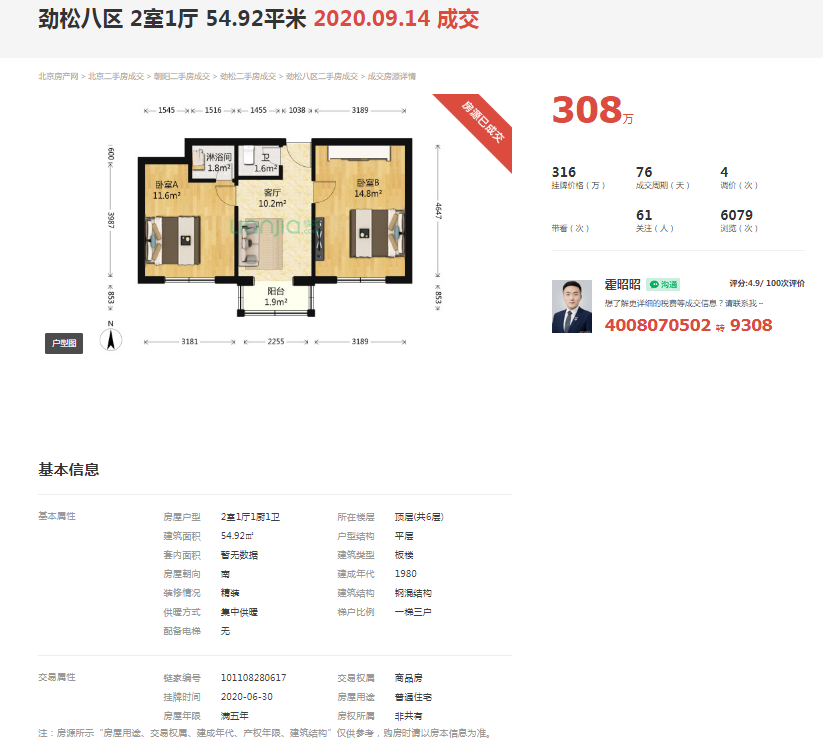 劲松八区 2室1厅 54.92平米 2020.09.14 成交
北京房产网 > 北京二手房成交 > 朝阳二手房成交 > 劲松二手房成交 > 劲松八区二手房成交 > 成交房源详情
房源已成交
1545 1516 1455 1038 3189
600
3987
853
4647
853
淋浴间
1.8m²
卫
1.6m²
卧室A
11.6m²
客厅
10.2m²
卧室B
14.8m²
lianjia.
阳台
1.9m²
N
3181 2255 3189
户型图
308万
316 76 4
挂牌价格（万） 成交周期（天） 调价（次）
61 6079
带看（次） 关注（人） 浏览（次）
霍昭昭 沟通 评分:4.9/ 100次评价
想了解更详细的税费等成交信息？请联系我~
4008070502 转 9308
基本信息
基本属性
房屋户型 2室1厅1厨1卫 所在楼层 顶层(共6层)
建筑面积 54.92㎡ 户型结构 平层
套内面积 暂无数据 建筑类型 板楼
房屋朝向 南 建成年代 1980
装修情况 精装 建筑结构 钢混结构
供暖方式 集中供暖 梯户比例 一梯三户
配备电梯 无
交易属性
链家编号 101108280617 交易权属 商品房
挂牌时间 2020-06-30 房屋用途 普通住宅
房屋年限 满五年 房权所属 非共有
注：房源所示“房屋用途、交易权属、建成年代、产权年限、建筑结构”仅供参考，购房时请以房本信息为准。